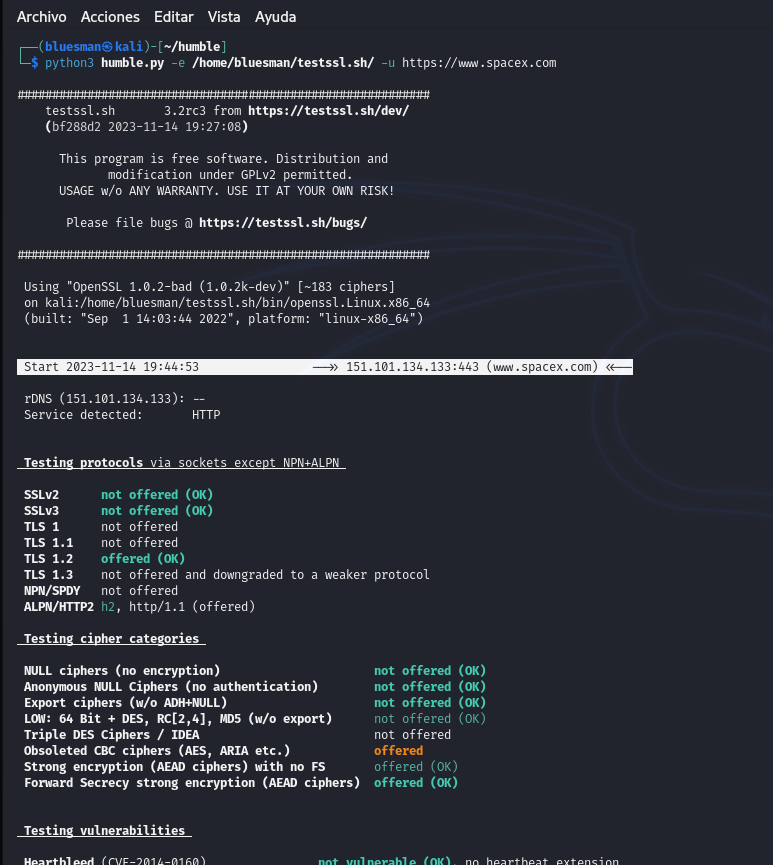 Archivo Acciones Editar Vista Ayuda
┌──(bluesman㉿kali)-[~/humble]
└─$ python3 humble.py -e /home/bluesman/testssl.sh/ -u https://www.spacex.com
###########################################################
testssl.sh 3.2rc3 from https://testssl.sh/dev/
(bf288d2 2023-11-14 19:27:08)
This program is free software. Distribution and
modification under GPLv2 permitted.
USAGE w/o ANY WARRANTY. USE IT AT YOUR OWN RISK!
Please file bugs @ https://testssl.sh/bugs/
###########################################################
Using "OpenSSL 1.0.2-bad (1.0.2k-dev)" [~183 ciphers]
on kali:/home/bluesman/testssl.sh/bin/openssl.Linux.x86_64
(built: "Sep  1 14:03:44 2022", platform: "linux-x86_64")
Start 2023-11-14 19:44:53 -->> 151.101.134.133:443 (www.spacex.com) <<--
rDNS (151.101.134.133): --
Service detected: HTTP
Testing protocols via sockets except NPN+ALPN
SSLv2 not offered (OK)
SSLv3 not offered (OK)
TLS 1 not offered
TLS 1.1 not offered
TLS 1.2 offered (OK)
TLS 1.3 not offered and downgraded to a weaker protocol
NPN/SPDY not offered
ALPN/HTTP2 h2, http/1.1 (offered)
Testing cipher categories
NULL ciphers (no encryption) not offered (OK)
Anonymous NULL Ciphers (no authentication) not offered (OK)
Export ciphers (w/o ADH+NULL) not offered (OK)
LOW: 64 Bit + DES, RC[2,4], MD5 (w/o export) not offered (OK)
Triple DES Ciphers / IDEA not offered
Obsoleted CBC ciphers (AES, ARIA etc.) offered
Strong encryption (AEAD ciphers) with no FS offered (OK)
Forward Secrecy strong encryption (AEAD ciphers) offered (OK)
Testing vulnerabilities
Heartbleed (CVE-2014-0160) not vulnerable (OK), no heartbeat extension